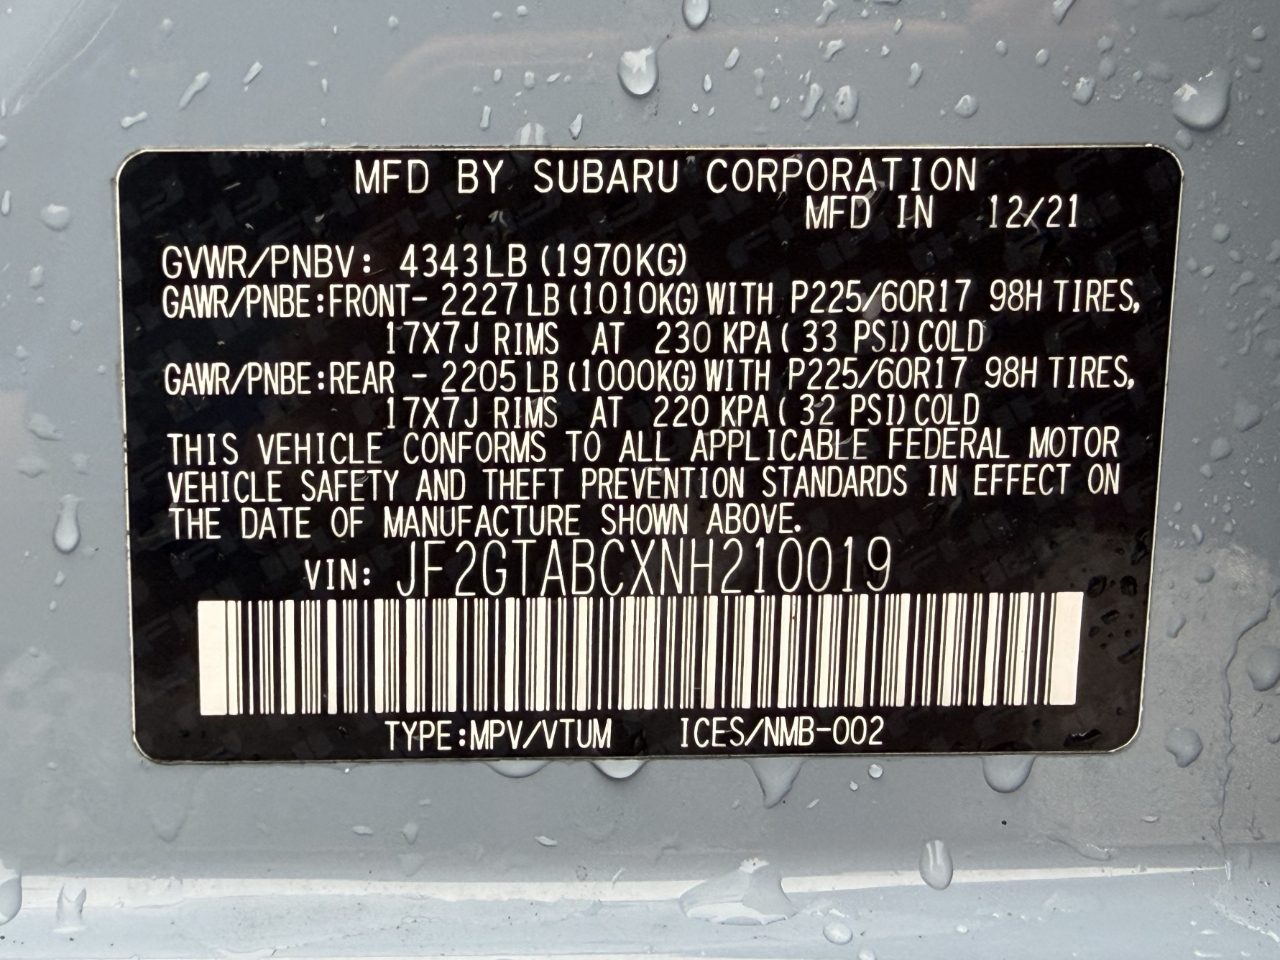 MFD BY SUBARU CORPORATION
MFD IN 12/21
GVWR/PNBV: 4343LB (1970KG)
GAWR/PNBE:FRONT- 2227 LB (1010KG) WITH P225/60R17 98H TIRES,
17X7J RIMS AT 230 KPA ( 33 PSI) COLD
GAWR/PNBE:REAR - 2205 LB (1000KG) WITH P225/60R17 98H TIRES,
17X7J RIMS AT 220 KPA ( 32 PSI) COLD
THIS VEHICLE CONFORMS TO ALL APPLICABLE FEDERAL MOTOR
VEHICLE SAFETY AND THEFT PREVENTION STANDARDS IN EFFECT ON
THE DATE OF MANUFACTURE SHOWN ABOVE.
VIN: JF2GTABCXNH210019
TYPE:MPV/VTUM ICES/NMB-002